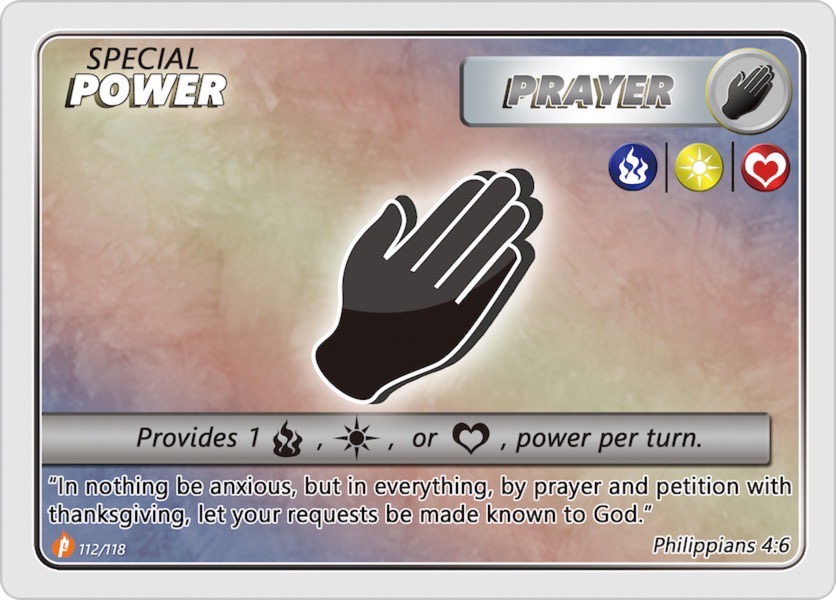 SPECIAL
POWER
PRAYER
Provides 1 , , or , power per turn.
"In nothing be anxious, but in everything, by prayer and petition with
thanksgiving, let your requests be made known to God."
112/118
Philippians 4:6